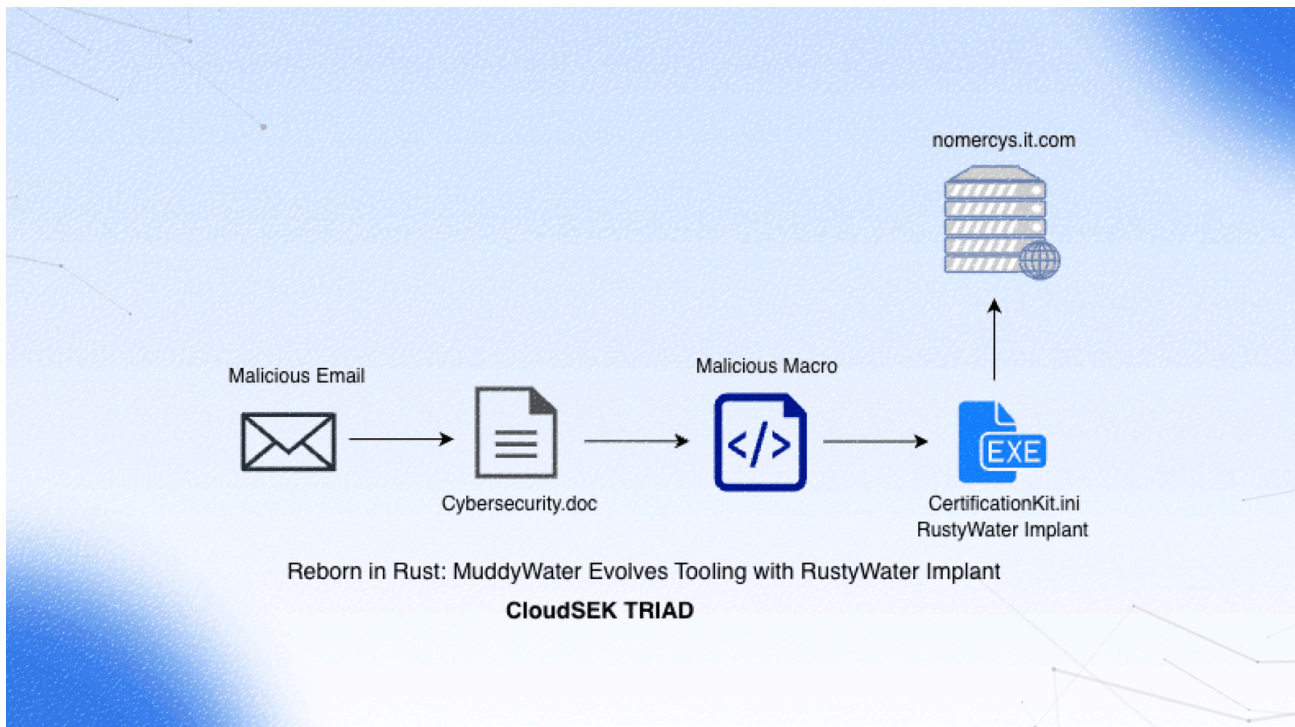 nomercys.it.com
Malicious Email
Malicious Macro
</>
EXE
Cybersecurity.doc
CertificationKit.ini
RustyWater Implant
Reborn in Rust: MuddyWater Evolves Tooling with RustyWater Implant
CloudSEK TRIAD